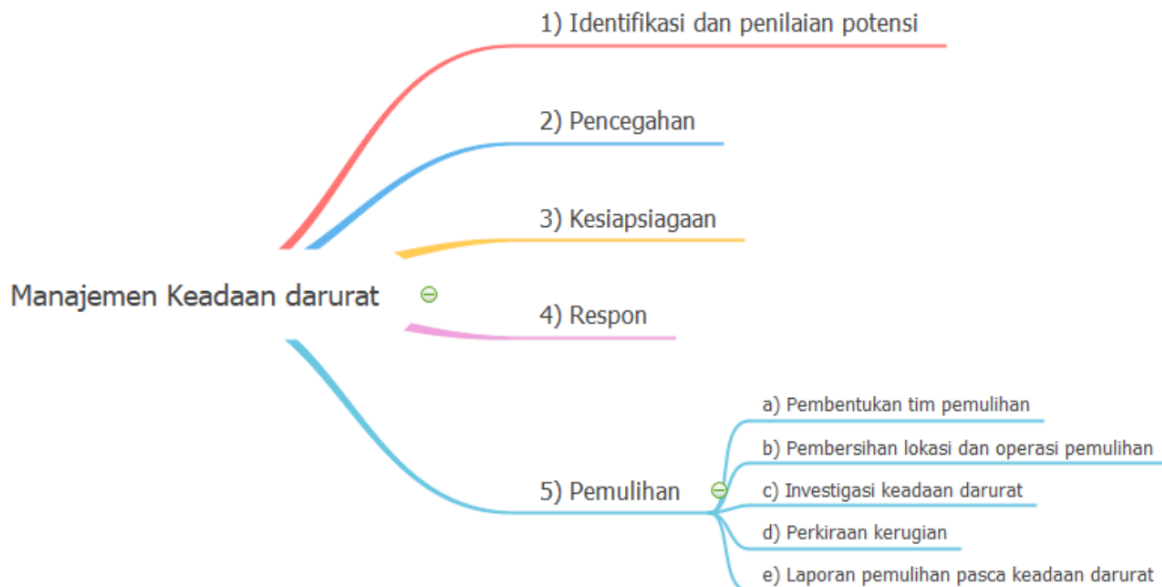 1) Identifikasi dan penilaian potensi
2) Pencegahan
3) Kesiapsiagaan
Manajemen Keadaan darurat
4) Respon
5) Pemulihan
a) Pembentukan tim pemulihan
b) Pembersihan lokasi dan operasi pemulihan
c) Investigasi keadaan darurat
d) Perkiraan kerugian
e) Laporan pemulihan pasca keadaan darurat